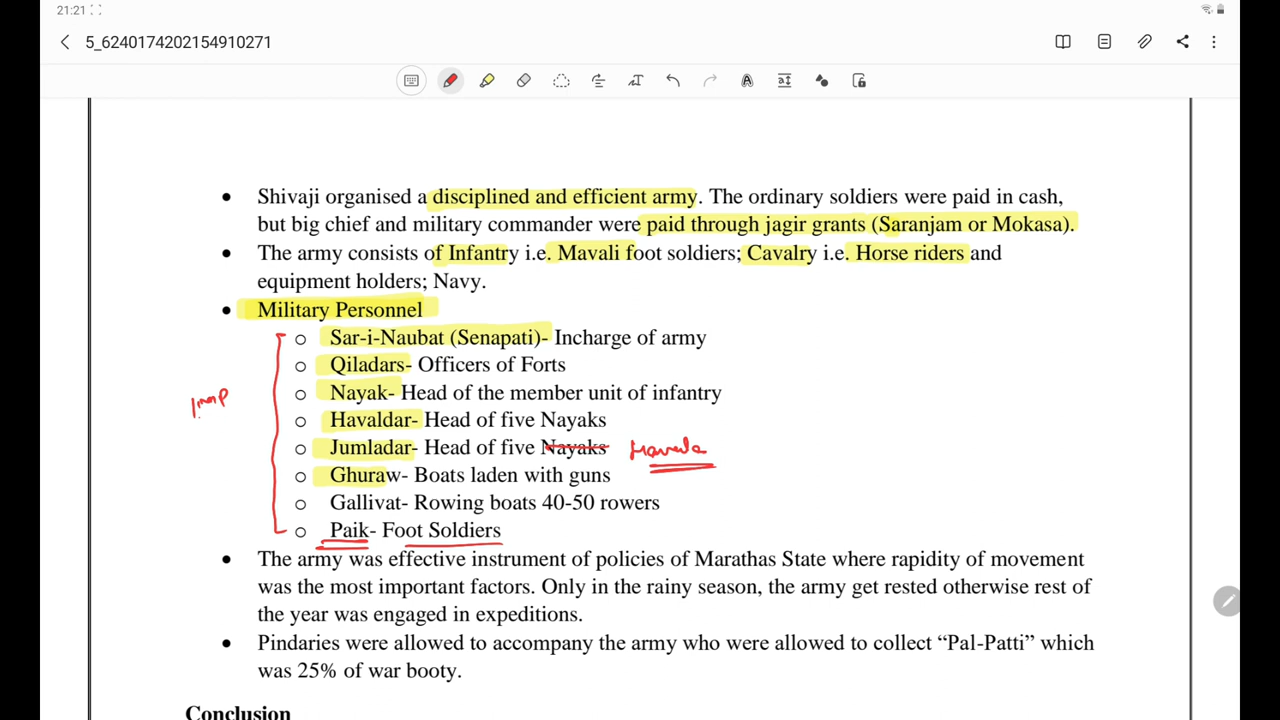 21:21
5_6240174202154910271
• Shivaji organised a disciplined and efficient army. The ordinary soldiers were paid in cash,
but big chief and military commander were paid through jagir grants (Saranjam or Mokasa).
• The army consists of Infantry i.e. Mavali foot soldiers; Cavalry i.e. Horse riders and
equipment holders; Navy.
• Military Personnel
o Sar-i-Naubat (Senapati)- Incharge of army
o Qiladars- Officers of Forts
o Nayak- Head of the member unit of infantry
Imp
o Havaldar- Head of five Nayaks
o Jumladar- Head of five Nayaks
o Ghuraw- Boats laden with guns
o Gallivat- Rowing boats 40-50 rowers
o Paik- Foot Soldiers
• The army was effective instrument of policies of Marathas State where rapidity of movement
was the most important factors. Only in the rainy season, the army get rested otherwise rest of
the year was engaged in expeditions.
• Pindaries were allowed to accompany the army who were allowed to collect “Pal-Patti” which
was 25% of war booty.
Conclusion